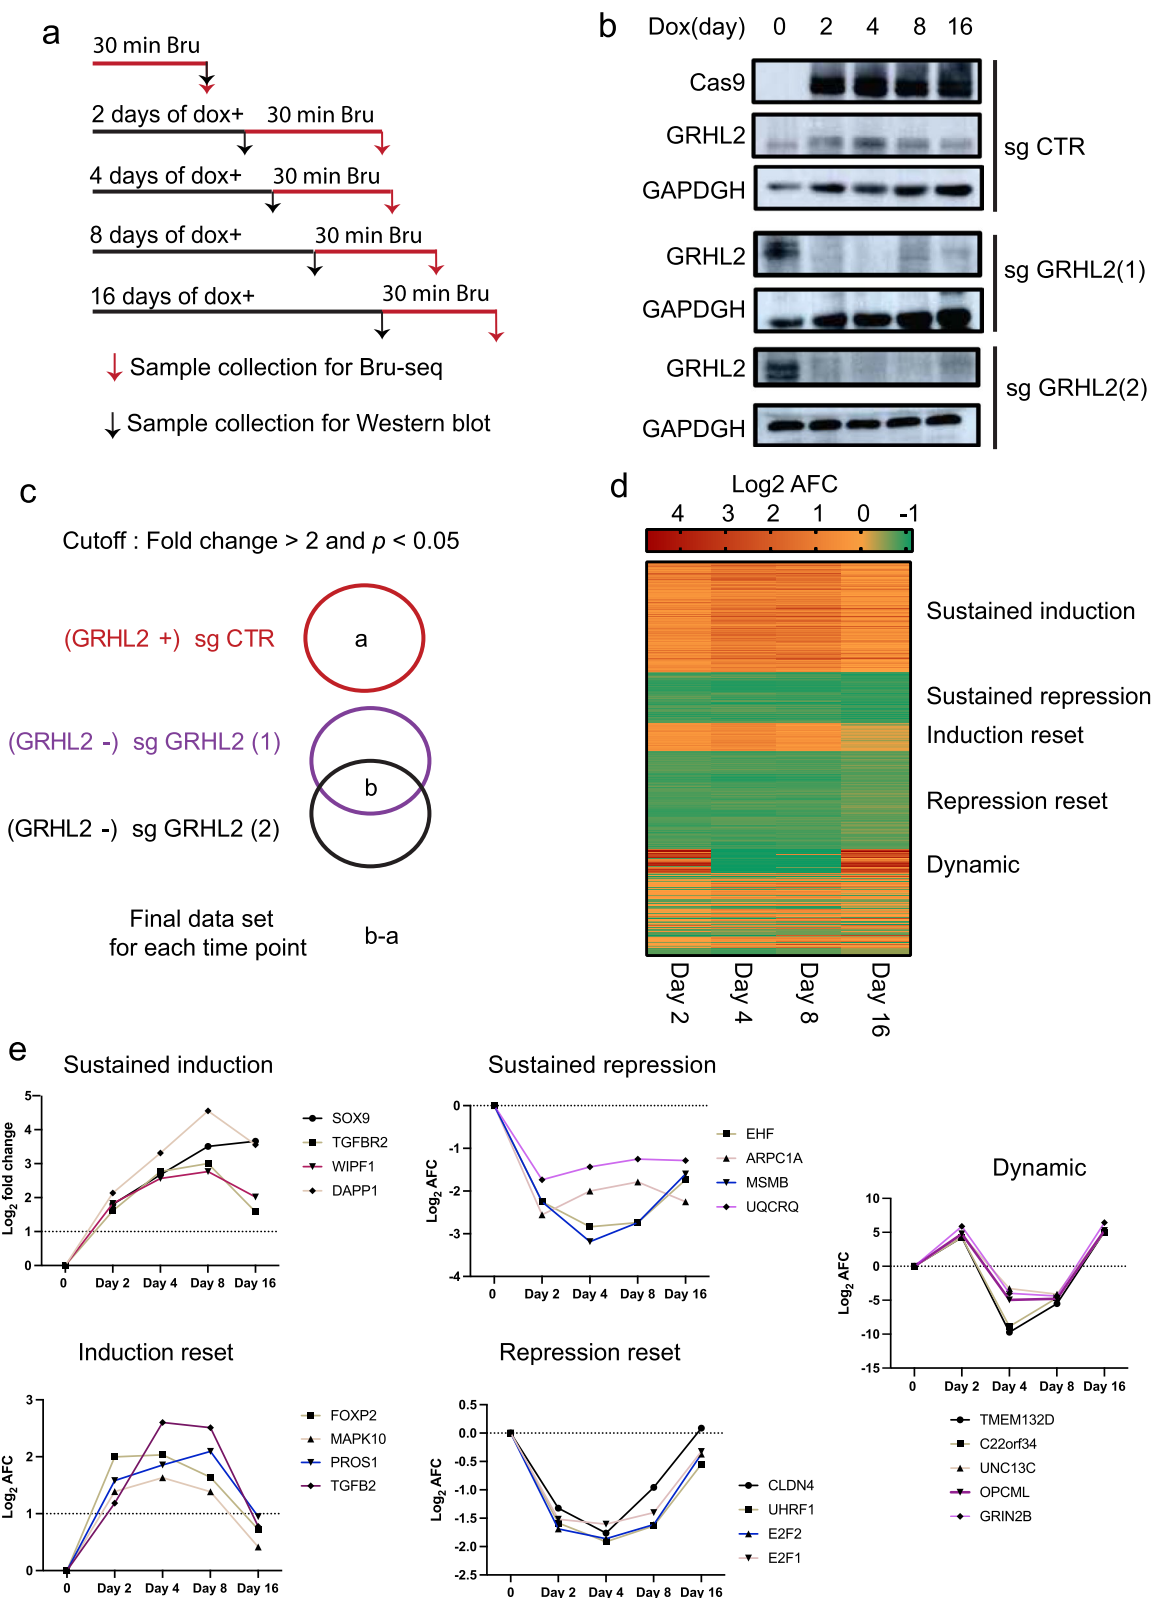 a
30 min Bru
2 days of dox+ 30 min Bru
4 days of dox+ 30 min Bru
8 days of dox+ 30 min Bru
16 days of dox+ 30 min Bru
Sample collection for Bru-seq
Sample collection for Western blot
b
Dox(day) 0 2 4 8 16
Cas9
GRHL2
GAPDGH
sg CTR
GRHL2
GAPDGH
sg GRHL2(1)
GRHL2
GAPDGH
sg GRHL2(2)
c
Cutoff : Fold change > 2 and p < 0.05
(GRHL2 +) sg CTR
a
(GRHL2 -) sg GRHL2 (1)
b
(GRHL2 -) sg GRHL2 (2)
Final data set
for each time point
b-a
d
Log2 AFC
4 3 2 1 0 -1
Sustained induction
Sustained repression
Induction reset
Repression reset
Dynamic
Day 2
Day 4
Day 8
Day 16
e
Sustained induction
Log2 fold change
5
4
3
2
1
0
0 Day 2 Day 4 Day 8 Day 16
SOX9
TGFBR2
WIPF1
DAPP1
Sustained repression
Log2 AFC
0
-1
-2
-3
-4
0 Day 2 Day 4 Day 8 Day 16
EHF
ARPC1A
MSMB
UQCRQ
Dynamic
Log2 AFC
10
5
0
-5
-10
-15
0 Day 2 Day 4 Day 8 Day 16
TMEM132D
C22orf34
UNC13C
OPCML
GRIN2B
Induction reset
Log2 AFC
3
2
1
0
0 Day 2 Day 4 Day 8 Day 16
FOXP2
MAPK10
PROS1
TGFB2
Repression reset
Log2 AFC
0.5
0.0
-0.5
-1.0
-1.5
-2.0
-2.5
0 Day 2 Day 4 Day 8 Day 16
CLDN4
UHRF1
E2F2
E2F1